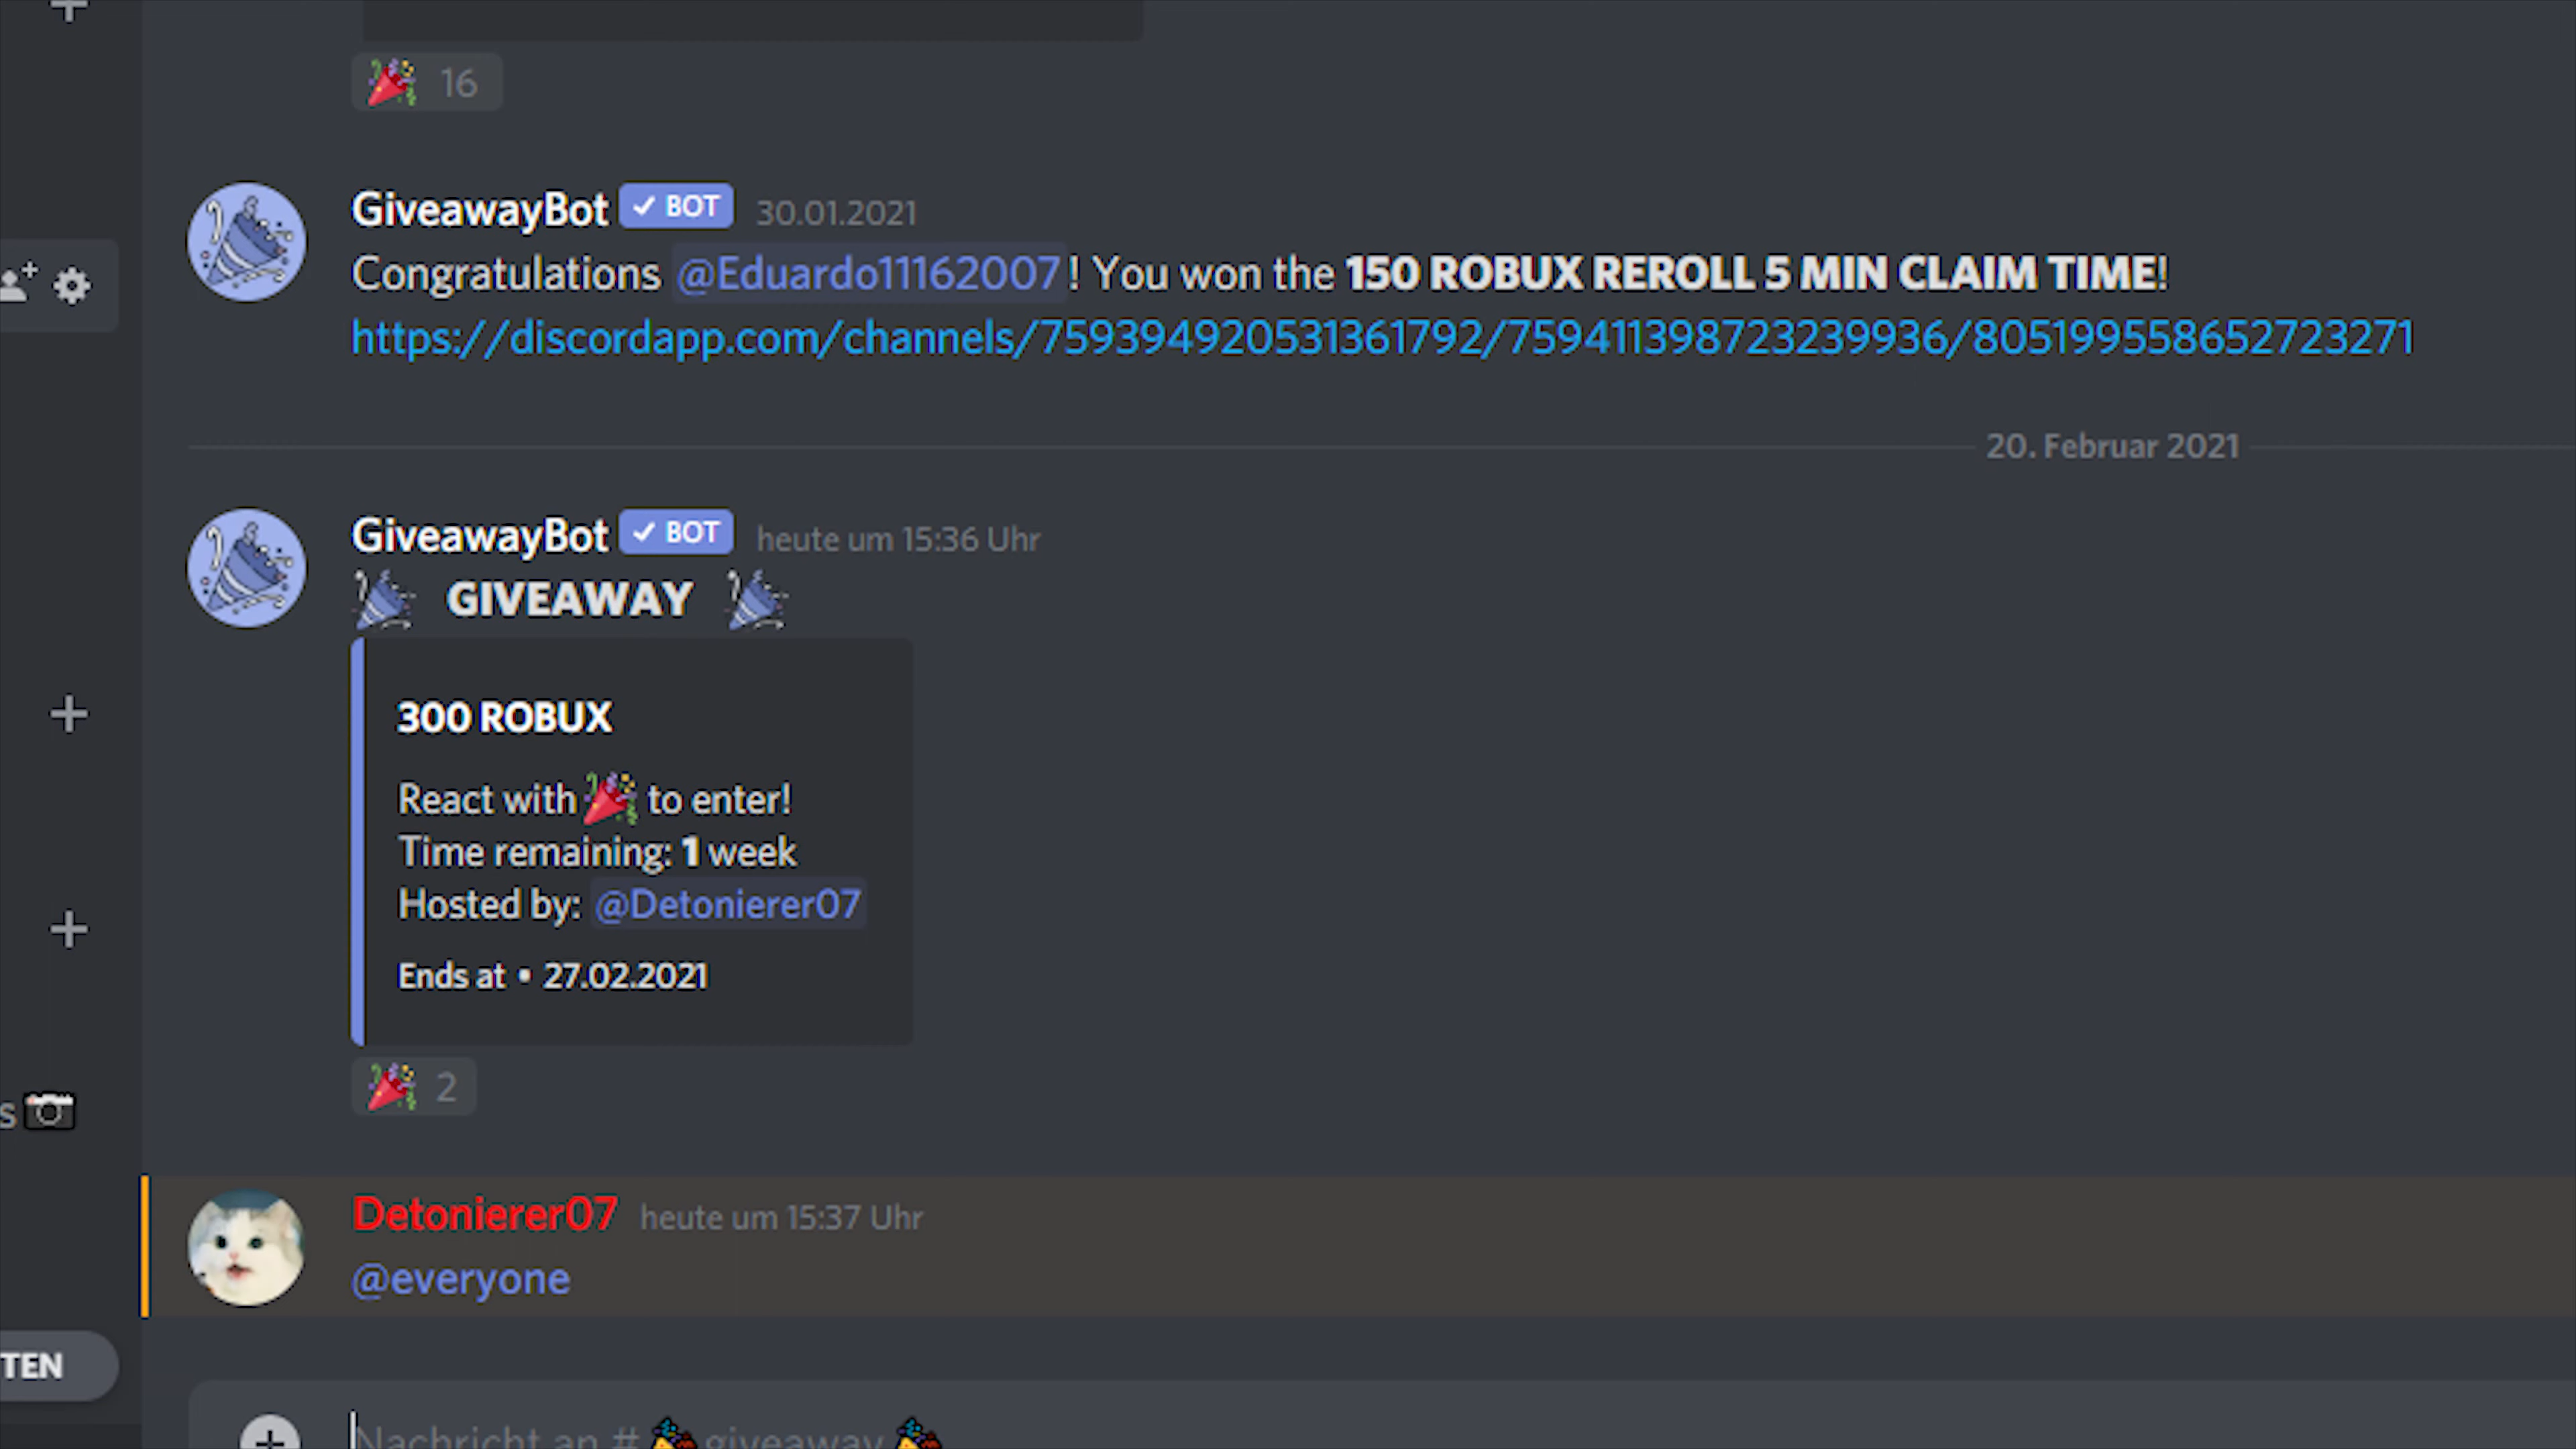 16
GiveawayBot ✓ BOT 30.01.2021
Congratulations @Eduardo11162007! You won the 150 ROBUX REROLL 5 MIN CLAIM TIME!
https://discordapp.com/channels/759394920531361792/759411398723239936/805199558652723271
20. Februar 2021
GiveawayBot ✓ BOT heute um 15:36 Uhr
GIVEAWAY
300 ROBUX
React with 🎉 to enter!
Time remaining: 1 week
Hosted by: @Detonierer07
Ends at • 27.02.2021
2
s
Detonierer07 heute um 15:37 Uhr
@everyone
TEN
Nachricht an # giveaway